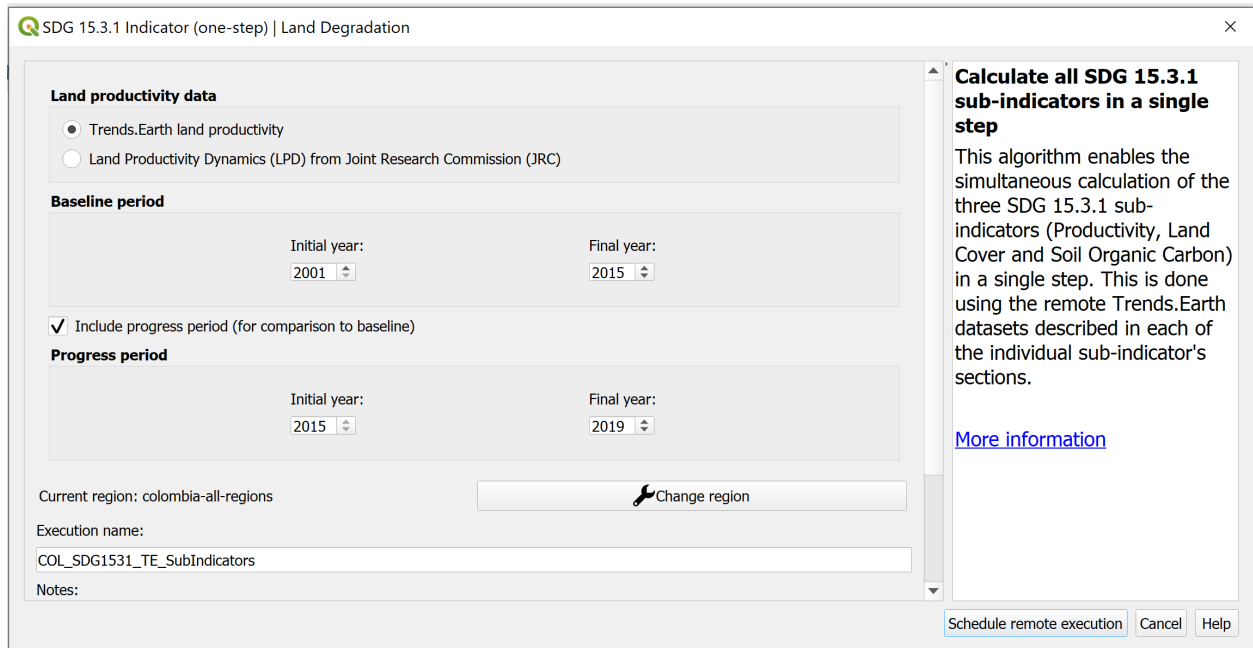 SDG 15.3.1 Indicator (one-step) | Land Degradation
Land productivity data
Trends.Earth land productivity
Land Productivity Dynamics (LPD) from Joint Research Commission (JRC)
Baseline period
Initial year:
Final year:
2001
2015
Include progress period (for comparison to baseline)
Progress period
Initial year:
Final year:
2015
2019
Current region: colombia-all-regions
Change region
Execution name:
COL_SDG1531_TE_SubIndicators
Notes:
Calculate all SDG 15.3.1
sub-indicators in a single
step
This algorithm enables the
simultaneous calculation of the
three SDG 15.3.1 sub-
indicators (Productivity, Land
Cover and Soil Organic Carbon)
in a single step. This is done
using the remote Trends.Earth
datasets described in each of
the individual sub-indicator's
sections.
More information
Schedule remote execution
Cancel
Help